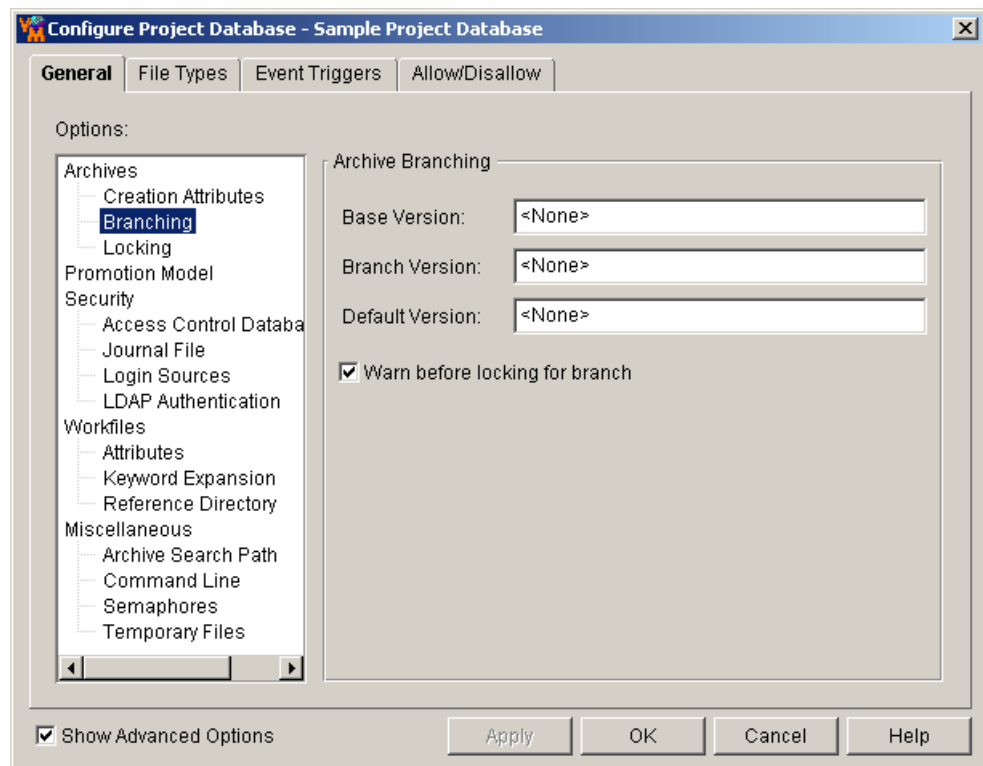 Configure Project Database - Sample Project Database
General File Types Event Triggers Allow/Disallow
Options:
Archives
Creation Attributes
Branching
Locking
Promotion Model
Security
Access Control Databa
Journal File
Login Sources
LDAP Authentication
Workfiles
Attributes
Keyword Expansion
Reference Directory
Miscellaneous
Archive Search Path
Command Line
Semaphores
Temporary Files
Archive Branching
Base Version: <None>
Branch Version: <None>
Default Version: <None>
Warn before locking for branch
Show Advanced Options
Apply OK Cancel Help